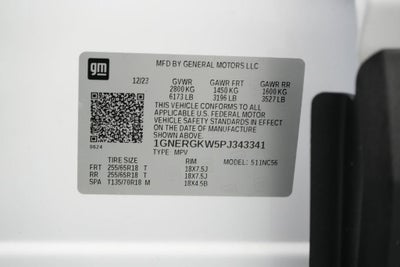 gm
MFD BY GENERAL MOTORS LLC
12/23 GVWR GAWR FRT GAWR RR
2800 KG 1450 KG 1600 KG
6173 LB 3196 LB 3527 LB
THIS VEHICLE CONFORMS TO ALL
APPLICABLE U.S. FEDERAL MOTOR
VEHICLE SAFETY STANDARDS IN EFFECT
ON THE DATE OF MANUFACTURE
SHOWN ABOVE.
1GNERGKW5PJ343341
0624 TYPE: MPV
TIRE SIZE RIM MODEL: 511NC56
FRT 255/65R18 T 18X7.5J
RR 255/65R18 T 18X7.5J
SPA T135/70R18 M 18X4.5B